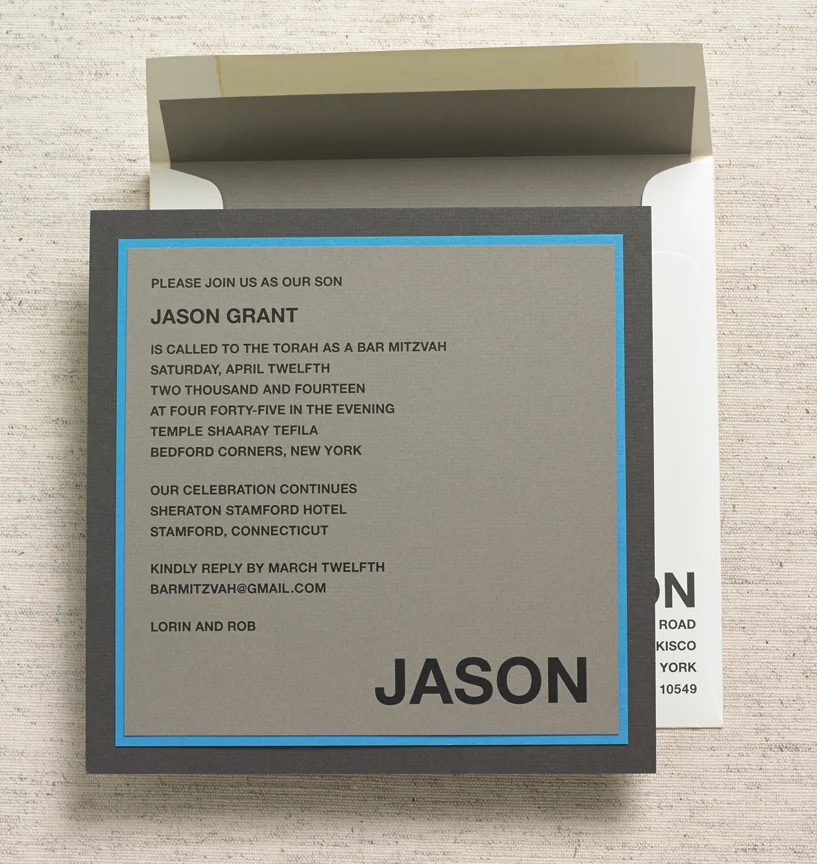 PLEASE JOIN US AS OUR SON
JASON GRANT
IS CALLED TO THE TORAH AS A BAR MITZVAH
SATURDAY, APRIL TWELFTH
TWO THOUSAND AND FOURTEEN
AT FOUR FORTY-FIVE IN THE EVENING
TEMPLE SHAARAY TEFILA
BEDFORD CORNERS, NEW YORK
OUR CELEBRATION CONTINUES
SHERATON STAMFORD HOTEL
STAMFORD, CONNECTICUT
KINDLY REPLY BY MARCH TWELFTH
BARMITZVAH@GMAIL.COM
LORIN AND ROB
JASON
ROAD
YORK
10549